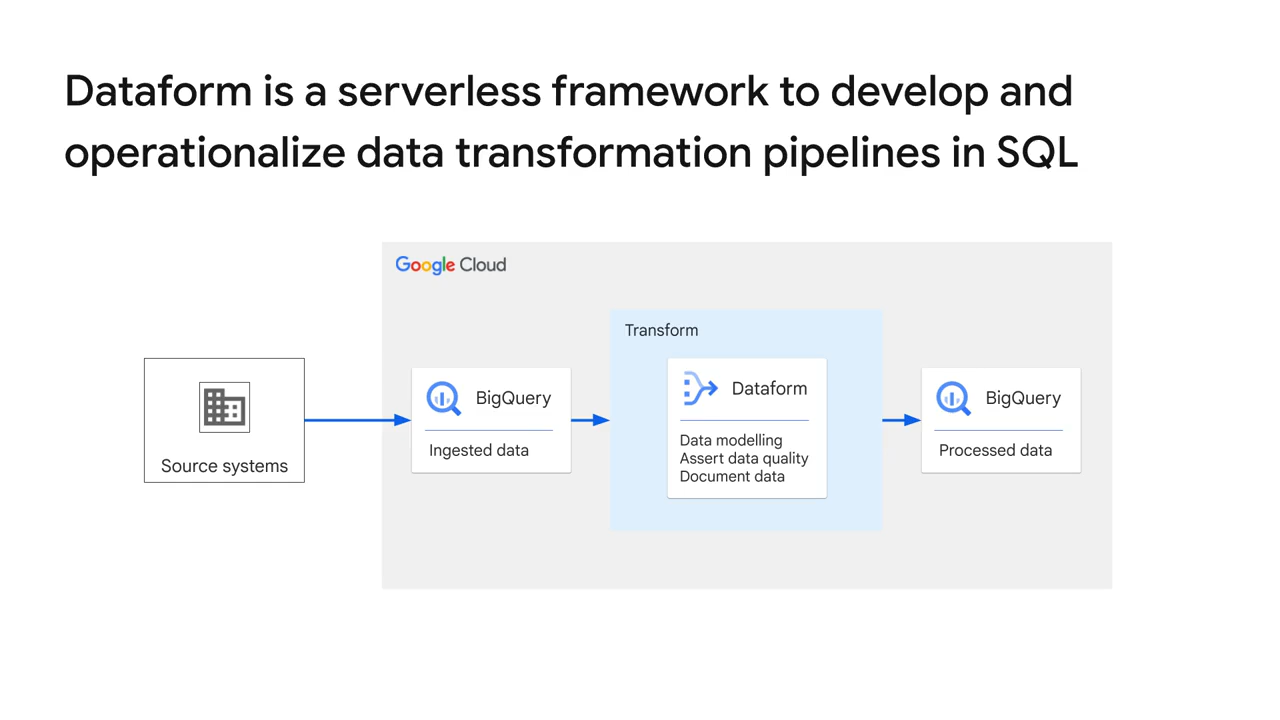 Dataform is a serverless framework to develop and
operationalize data transformation pipelines in SQL
Google Cloud
Source systems
BigQuery
Ingested data
Transform
Dataform
Data modelling
Assert data quality
Document data
BigQuery
Processed data